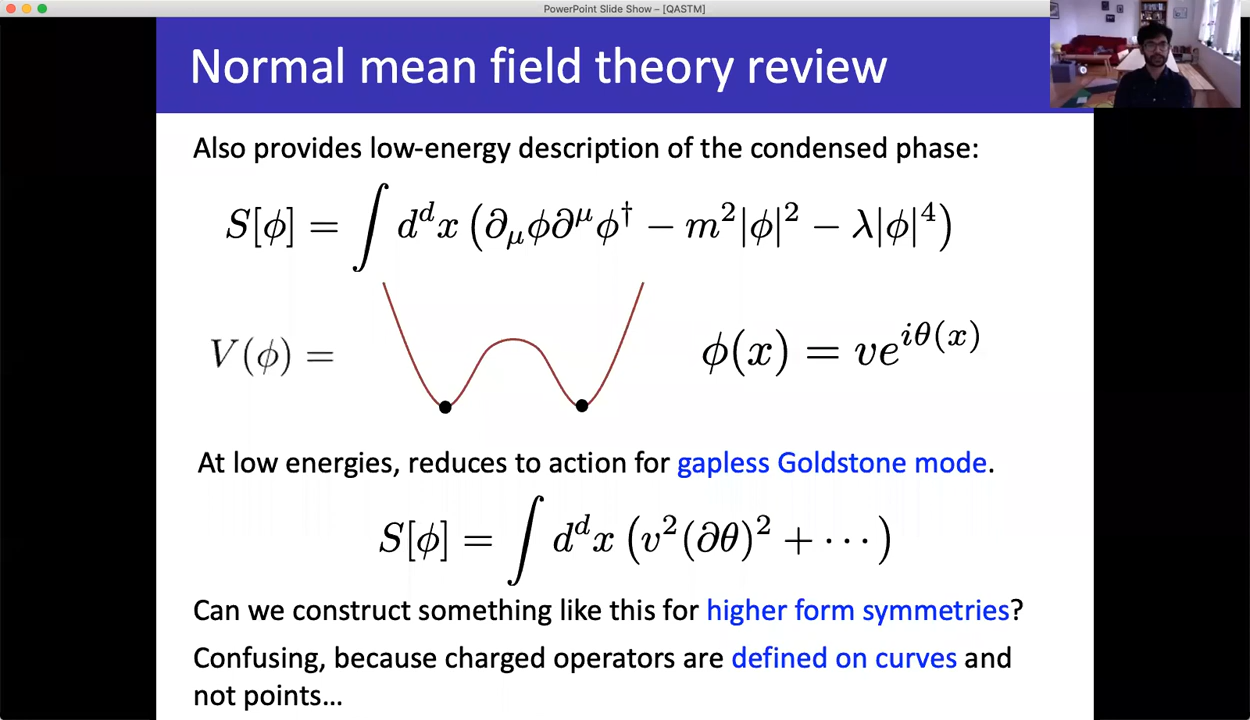 PowerPoint Slide Show – [QASTM]
Normal mean field theory review
Also provides low-energy description of the condensed phase:
S[ϕ] = ∫ d^d x (∂_μϕ∂^μϕ^† − m²|ϕ|² − λ|ϕ|⁴)
V(ϕ) =
ϕ(x) = ve^{iθ(x)}
At low energies, reduces to action for gapless Goldstone mode.
S[ϕ] = ∫ d^d x (v²(∂θ)² + ⋯)
Can we construct something like this for higher form symmetries?
Confusing, because charged operators are defined on curves and
not points…